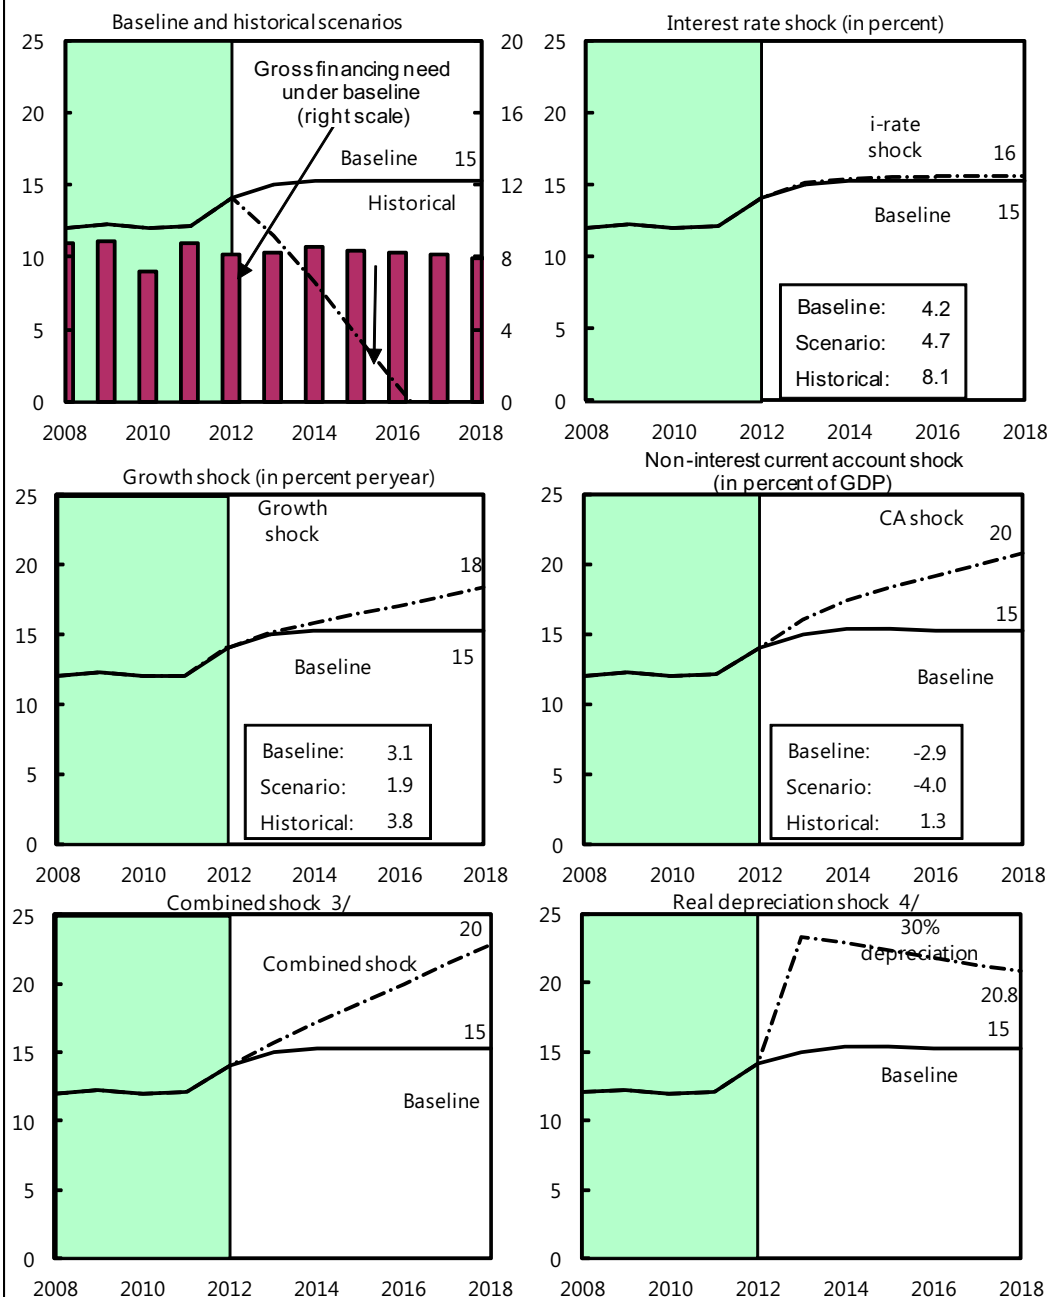 Baseline and historical scenarios
25
20
15
10
5
0
20
16
12
8
4
0
Gross financing need
under baseline
(right scale)
Baseline
15
Historical
2008
2010
2012
2014
2016
2018
Interest rate shock (in percent)
25
20
15
10
5
0
i-rate
shock
16
Baseline
15
Baseline: 4.2
Scenario: 4.7
Historical: 8.1
2008
2010
2012
2014
2016
2018
Growth shock (in percent per year)
25
20
15
10
5
0
Growth
shock
18
15
Baseline
Baseline: 3.1
Scenario: 1.9
Historical: 3.8
2008
2010
2012
2014
2016
2018
Non-interest current account shock
(in percent of GDP)
25
20
15
10
5
0
CA shock
20
15
Baseline
Baseline: -2.9
Scenario: -4.0
Historical: 1.3
2008
2010
2012
2014
2016
2018
Combined shock 3/
25
20
15
10
5
0
20
Combined shock
15
Baseline
2008
2010
2012
2014
2016
2018
Real depreciation shock 4/
25
20
15
10
5
0
30%
depreciation
20.8
15
Baseline
2008
2010
2012
2014
2016
2018